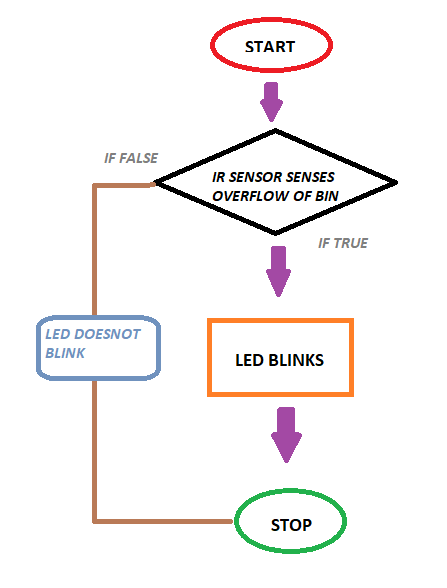 START
IF FALSE
IR SENSOR SENSES
OVERFLOW OF BIN
IF TRUE
LED DOESNOT
BLINK
LED BLINKS
STOP